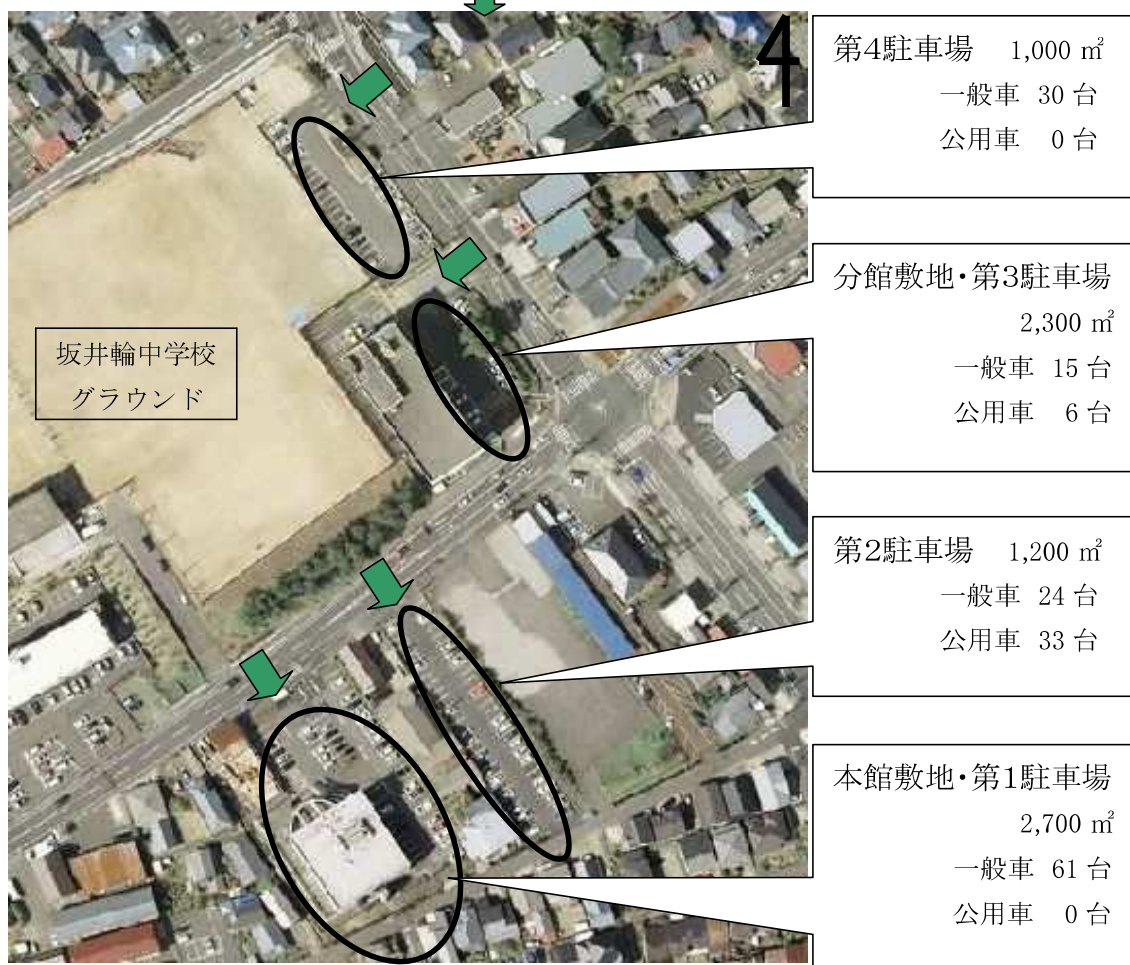 第4駐車場 1,000 ㎡
一般車 30 台
公用車 0 台
分館敷地・第3駐車場
2,300 ㎡
一般車 15 台
公用車 6 台
坂井輪中学校
グラウンド
第2駐車場 1,200 ㎡
一般車 24 台
公用車 33 台
本館敷地・第1駐車場
2,700 ㎡
一般車 61 台
公用車 0 台